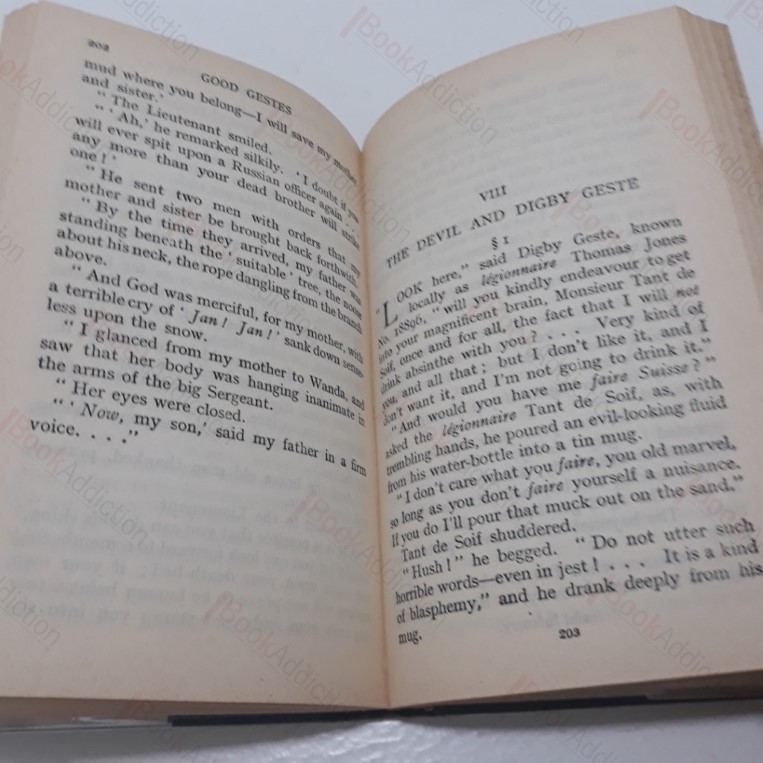 202
GOOD GESTES
mud where you belong—I will save my mother
and sister.'
" The Lieutenant smiled.
" ' Ah,' he remarked silkily. ' I doubt if you
will ever spit upon a Russian officer again . . .
any more than your dead brother will strike
one ! '
" He sent two men with orders that my
mother and sister be brought back forthwith.
" By the time they arrived, my father was
standing beneath the ' suitable ' tree, the noose
about his neck, the rope dangling from the branch
above.
" And God was merciful, for my mother, with
a terrible cry of ' Jan ! Jan ! ' sank down sense-
less upon the snow.
" I glanced from my mother to Wanda, and
saw that her body was hanging inanimate in
the arms of the big Sergeant.
" Her eyes were closed.
" ' Now, my son,' said my father in a firm
voice. . . ."
VIII
THE DEVIL AND DIGBY GESTE
§ 1
" LOOK here," said Digby Geste, known
locally as légionnaire Thomas Jones
No. 18896, " will you kindly endeavour to get
into your magnificent brain, Monsieur Tant de
Soif, once and for all, the fact that I will not
drink absinthe with you ? . . . Very kind of
you, and all that ; but I don't like it, and I
don't want it, and I'm not going to drink it."
" And would you have me faire Suisse ? "
asked the légionnaire Tant de Soif, as, with
trembling hands, he poured an evil-looking fluid
from his water-bottle into a tin mug.
" I don't care what you faire, you old marvel,
so long as you don't faire yourself a nuisance.
If you do I'll pour that muck out on the sand."
Tant de Soif shuddered.
" Hush ! " he begged. " Do not utter such
horrible words—even in jest ! . . . It is a kind
of blasphemy," and he drank deeply from his
mug.
203
BookAddiction